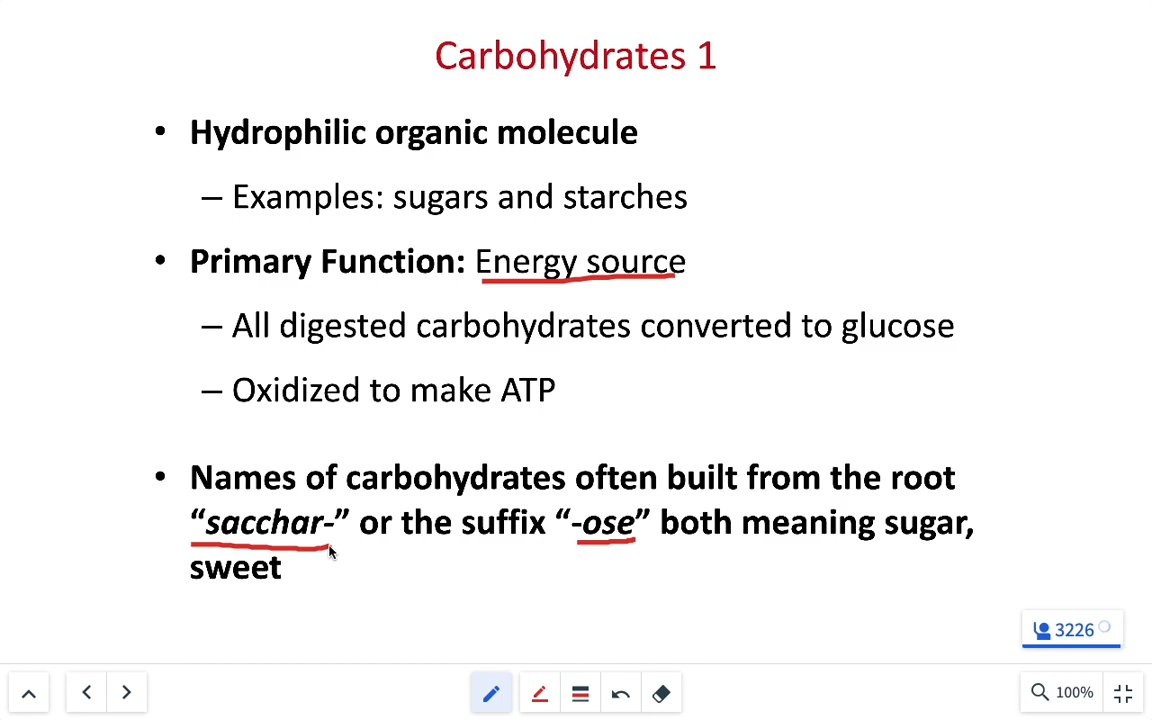 Carbohydrates 1
• Hydrophilic organic molecule
– Examples: sugars and starches
• Primary Function: Energy source
– All digested carbohydrates converted to glucose
– Oxidized to make ATP
• Names of carbohydrates often built from the root
“sacchar-” or the suffix “-ose” both meaning sugar,
sweet
3226
100%